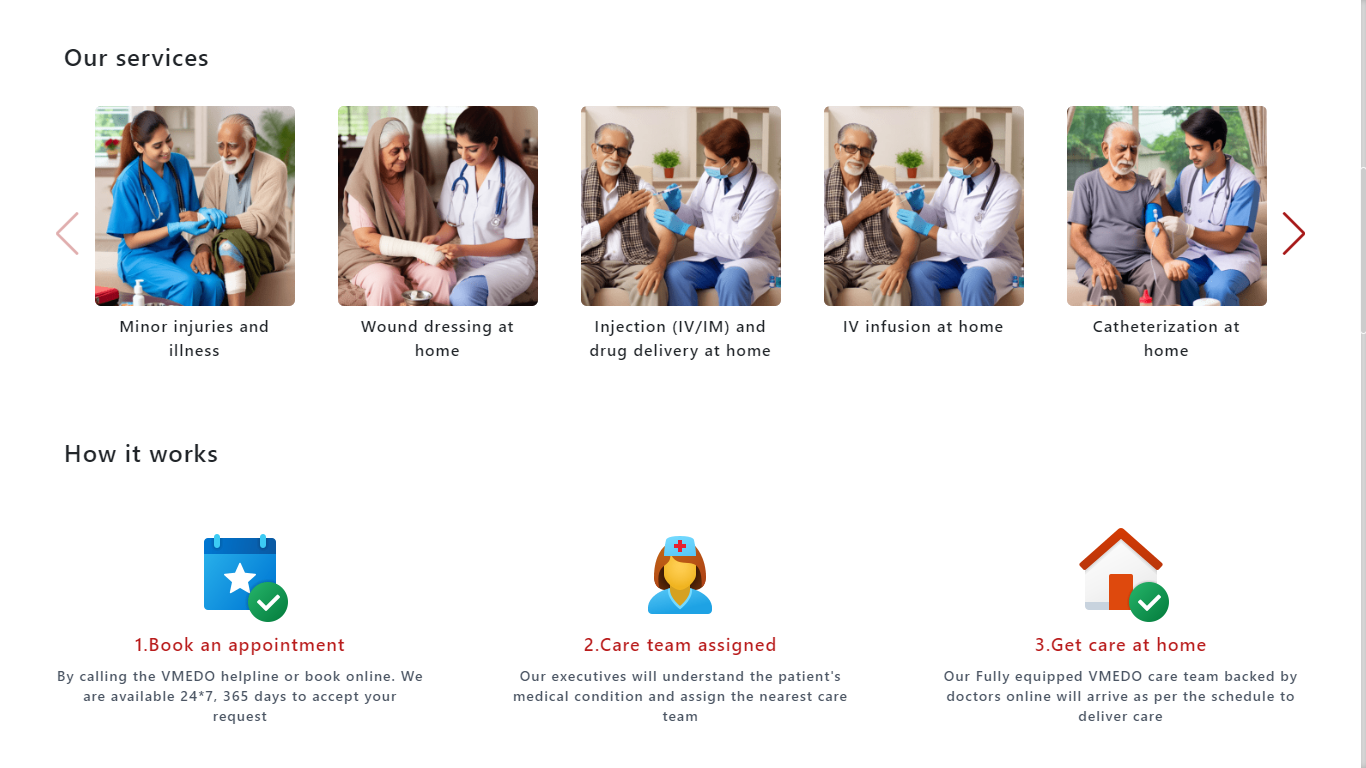 Our services
Minor injuries and
illness
Wound dressing at
home
Injection (IV/IM) and
drug delivery at home
IV infusion at home
Catheterization at
home
How it works
1.Book an appointment
By calling the VMEDO helpline or book online. We
are available 24*7, 365 days to accept your
request
2.Care team assigned
Our executives will understand the patient's
medical condition and assign the nearest care
team
3.Get care at home
Our Fully equipped VMEDO care team backed by
doctors online will arrive as per the schedule to
deliver care